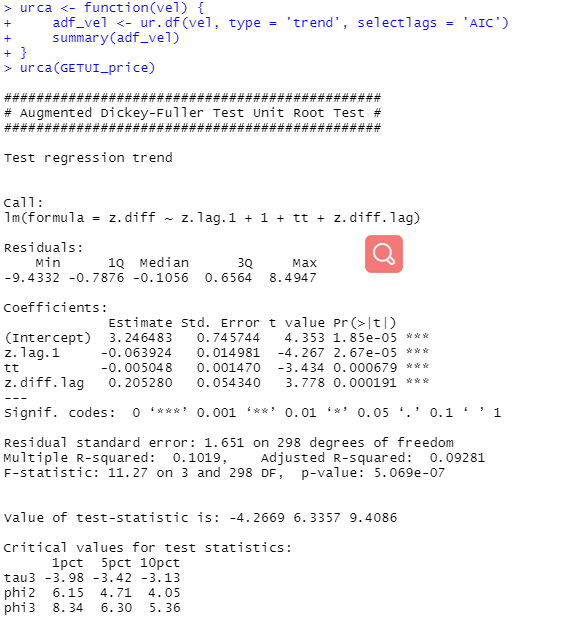 > urca <- function(vel) {
+     adf_vel <- ur.df(vel, type = 'trend', selectlags = 'AIC')
+     summary(adf_vel)
+ }
> urca(GETUI_price)
###############################################
# Augmented Dickey-Fuller Test Unit Root Test #
###############################################
Test regression trend
Call:
lm(formula = z.diff ~ z.lag.1 + 1 + tt + z.diff.lag)
Residuals:
    Min      1Q  Median      3Q     Max
-9.4332 -0.7876 -0.1056  0.6564  8.4947
Coefficients:
             Estimate Std. Error t value Pr(>|t|)
(Intercept)  3.246483   0.745744   4.353 1.85e-05 ***
z.lag.1     -0.063924   0.014981  -4.267 2.67e-05 ***
tt          -0.005048   0.001470  -3.434 0.000679 ***
z.diff.lag   0.205280   0.054340   3.778 0.000191 ***
---
Signif. codes:  0 ‘***’ 0.001 ‘**’ 0.01 ‘*’ 0.05 ‘.’ 0.1 ‘ ’ 1
Residual standard error: 1.651 on 298 degrees of freedom
Multiple R-squared:  0.1019,    Adjusted R-squared:  0.09281
F-statistic: 11.27 on 3 and 298 DF,  p-value: 5.069e-07
Value of test-statistic is: -4.2669 6.3357 9.4086
Critical values for test statistics:
      1pct  5pct 10pct
tau3 -3.98 -3.42 -3.13
phi2  6.15  4.71  4.05
phi3  8.34  6.30  5.36